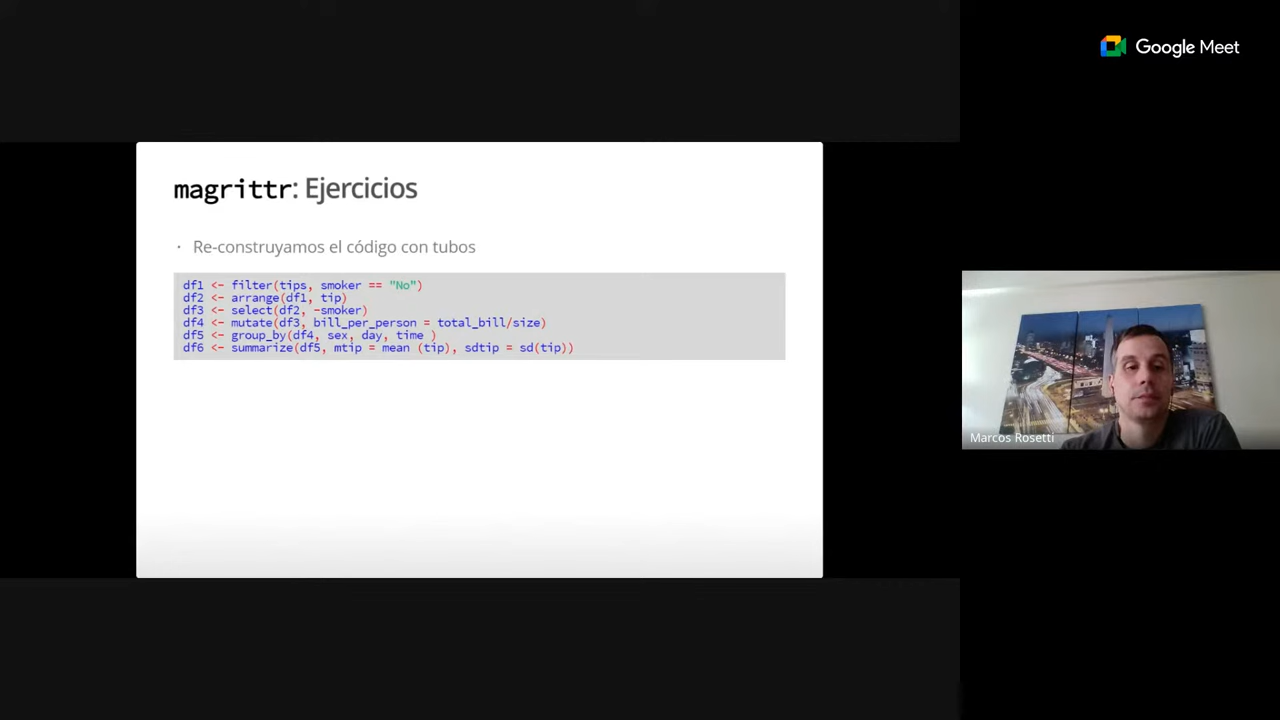 Google Meet
magrittr: Ejercicios
· Re-construyamos el código con tubos
df1 <- filter(tips, smoker == "No")
df2 <- arrange(df1, tip)
df3 <- select(df2, -smoker)
df4 <- mutate(df3, bill_per_person = total_bill/size)
df5 <- group_by(df4, sex, day, time )
df6 <- summarize(df5, mtip = mean (tip), sdtip = sd(tip))
Marcos Rosetti